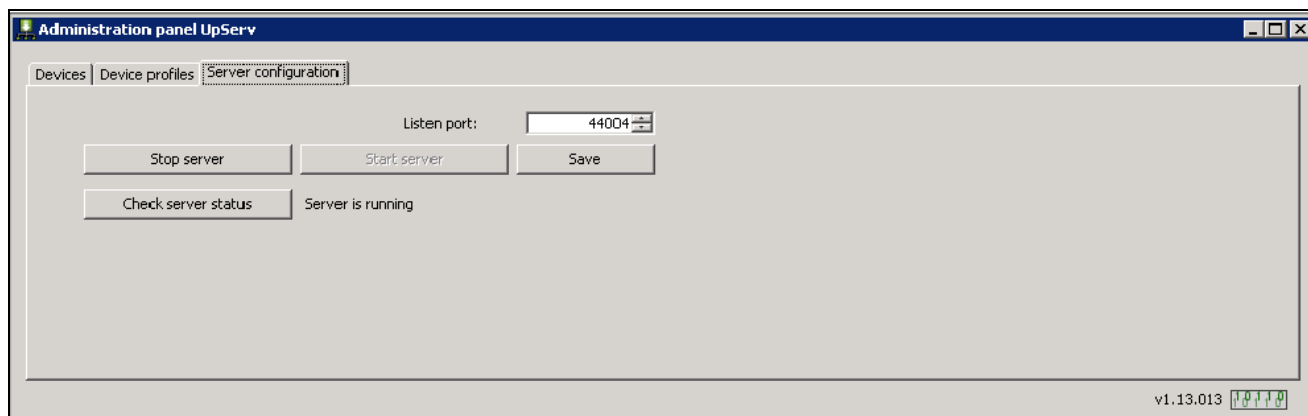 Administration panel UpServ
Devices Device profiles Server configuration
Listen port: 44004
Stop server Start server Save
Check server status Server is running
v1.13.013